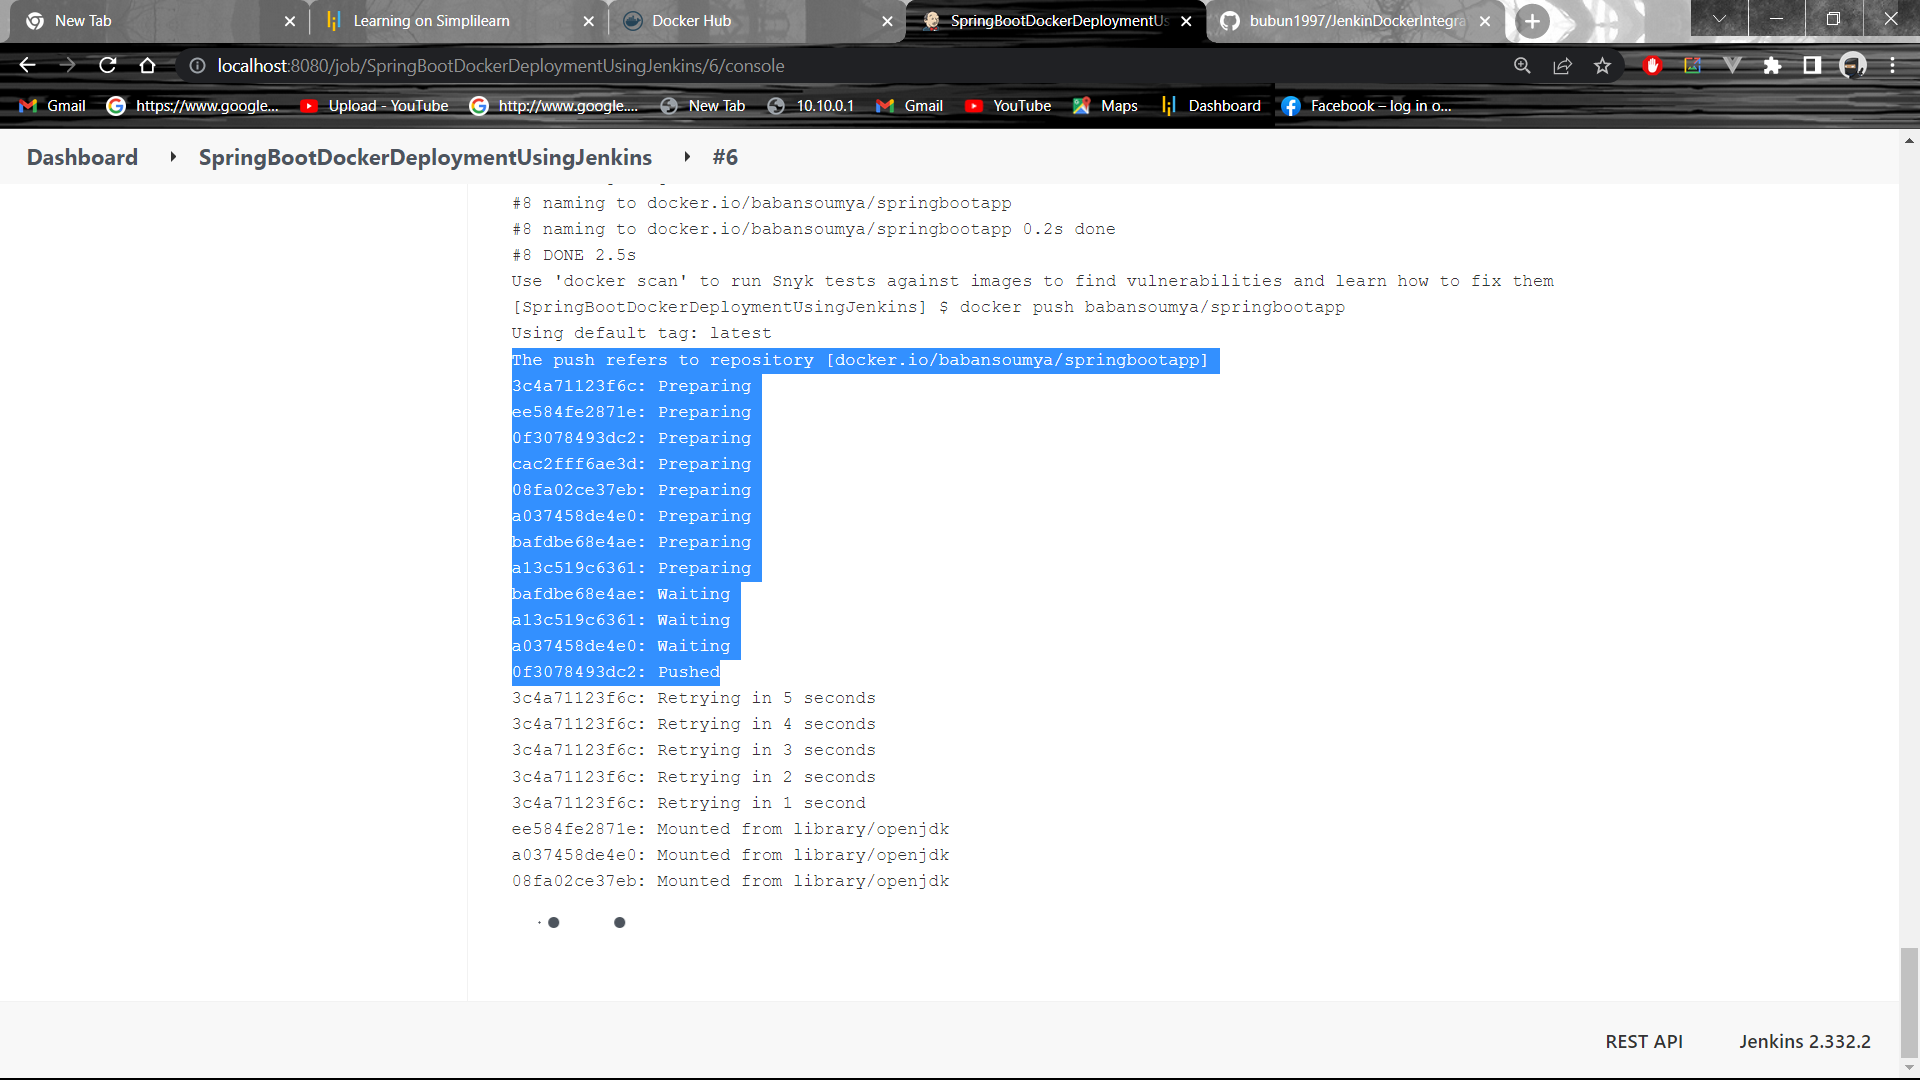 New Tab
Learning on Simplilearn
Docker Hub
SpringBootDockerDeploymentUs
bubun1997/JenkinDockerIntegra
localhost:8080/job/SpringBootDockerDeploymentUsingJenkins/6/console
Gmail
https://www.google...
Upload - YouTube
http://www.google....
New Tab
10.10.0.1
Gmail
YouTube
Maps
Dashboard
Facebook – log in o...
Dashboard
SpringBootDockerDeploymentUsingJenkins
#6
#8 naming to docker.io/babansoumya/springbootapp
#8 naming to docker.io/babansoumya/springbootapp 0.2s done
#8 DONE 2.5s
Use 'docker scan' to run Snyk tests against images to find vulnerabilities and learn how to fix them
[SpringBootDockerDeploymentUsingJenkins] $ docker push babansoumya/springbootapp
Using default tag: latest
The push refers to repository [docker.io/babansoumya/springbootapp]
3c4a71123f6c: Preparing
ee584fe2871e: Preparing
0f3078493dc2: Preparing
cac2fff6ae3d: Preparing
08fa02ce37eb: Preparing
a037458de4e0: Preparing
bafdbe68e4ae: Preparing
a13c519c6361: Preparing
bafdbe68e4ae: Waiting
a13c519c6361: Waiting
a037458de4e0: Waiting
0f3078493dc2: Pushed
3c4a71123f6c: Retrying in 5 seconds
3c4a71123f6c: Retrying in 4 seconds
3c4a71123f6c: Retrying in 3 seconds
3c4a71123f6c: Retrying in 2 seconds
3c4a71123f6c: Retrying in 1 second
ee584fe2871e: Mounted from library/openjdk
a037458de4e0: Mounted from library/openjdk
08fa02ce37eb: Mounted from library/openjdk
REST API
Jenkins 2.332.2